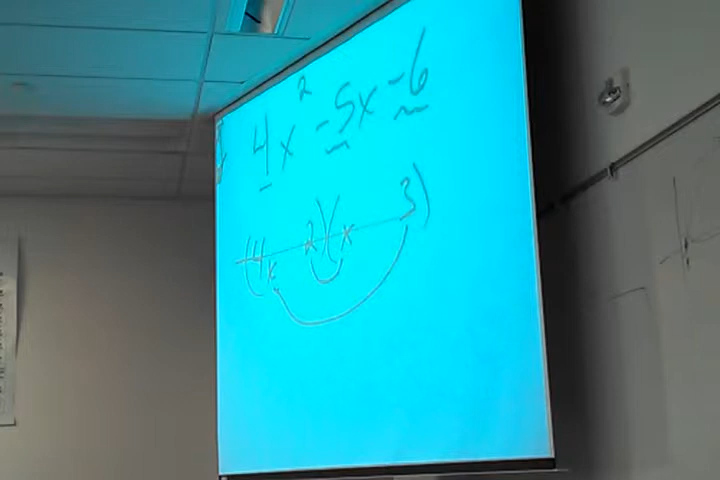 4x² -5x -6
(4x 2)(x 3)